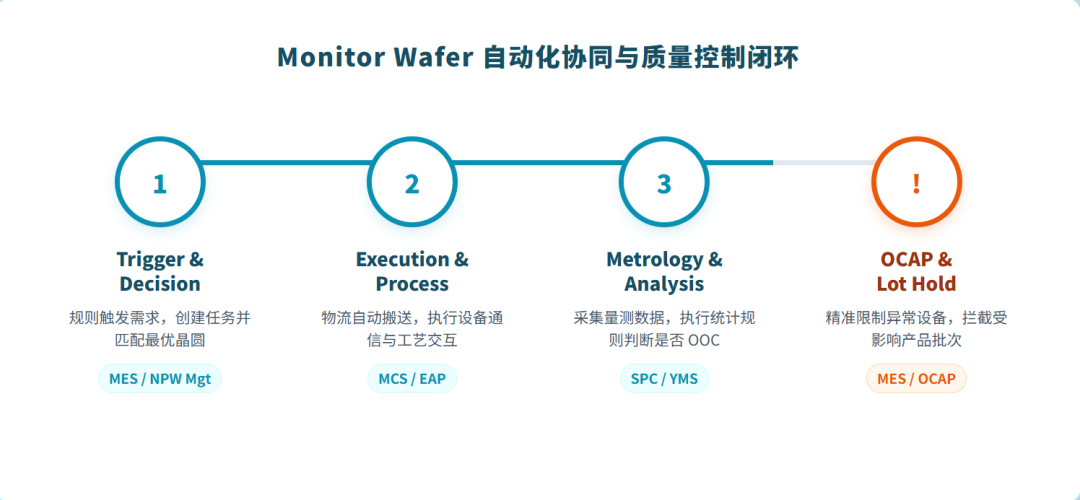 Monitor Wafer 自动化协同与质量控制闭环
1
Trigger &
Decision
规则触发需求，创建任务并
匹配最优晶圆
MES / NPW Mgt
2
Execution &
Process
物流自动搬送，执行设备通
信与工艺交互
MCS / EAP
3
Metrology &
Analysis
采集量测数据，执行统计规
则判断是否 OOC
SPC / YMS
!
OCAP &
Lot Hold
精准限制异常设备，拦截受
影响产品批次
MES / OCAP